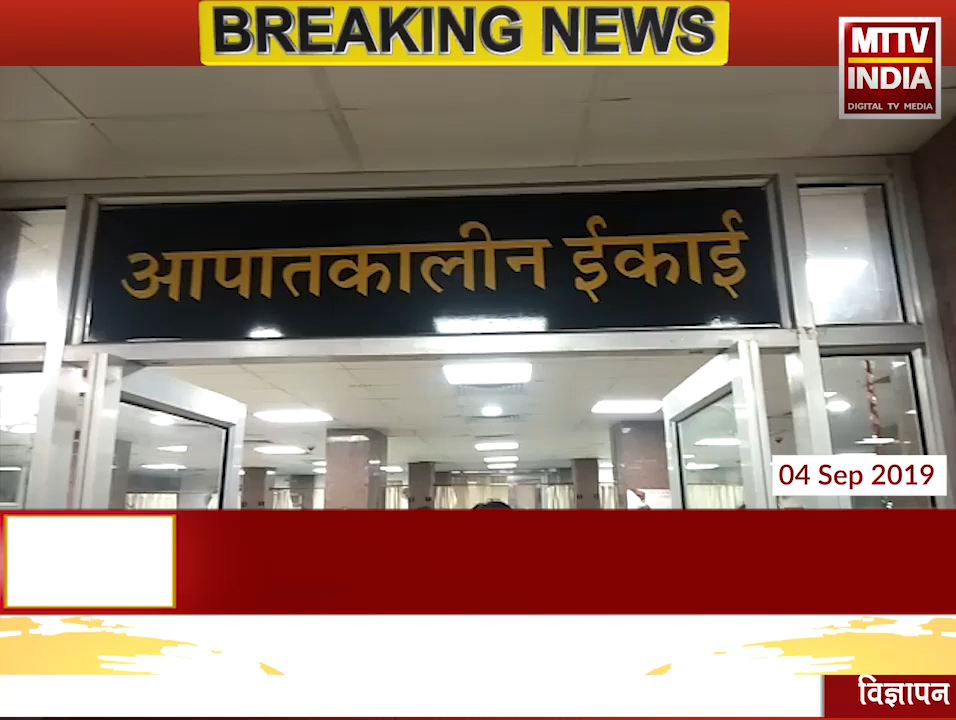 BREAKING NEWS
MTTV
INDIA
DIGITAL TV MEDIA
आपातकालीन ईकाई
04 Sep 2019
विज्ञापन